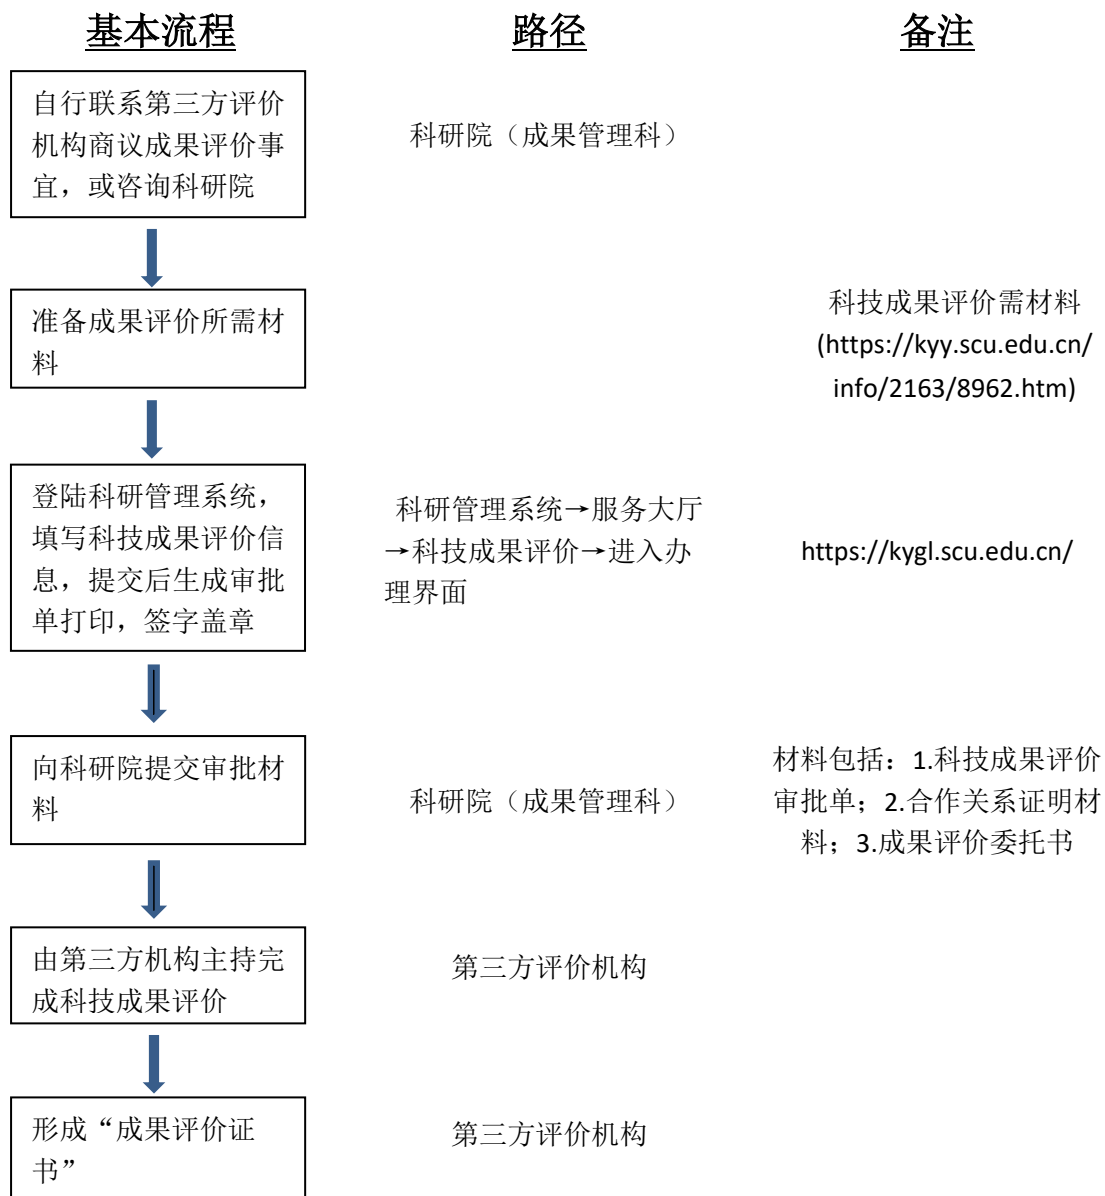 基本流程 路径 备注
自行联系第三方评价
机构商议成果评价事
宜，或咨询科研院
科研院（成果管理科）
准备成果评价所需材
料
科技成果评价需材料
(https://kyy.scu.edu.cn/
info/2163/8962.htm)
登陆科研管理系统，
填写科技成果评价信
息，提交后生成审批
单打印，签字盖章
科研管理系统→服务大厅
→科技成果评价→进入办
理界面
https://kygl.scu.edu.cn/
向科研院提交审批材
料
科研院（成果管理科）
材料包括：1.科技成果评价
审批单；2.合作关系证明材
料；3.成果评价委托书
由第三方机构主持完
成科技成果评价
第三方评价机构
形成“成果评价证
书”
第三方评价机构